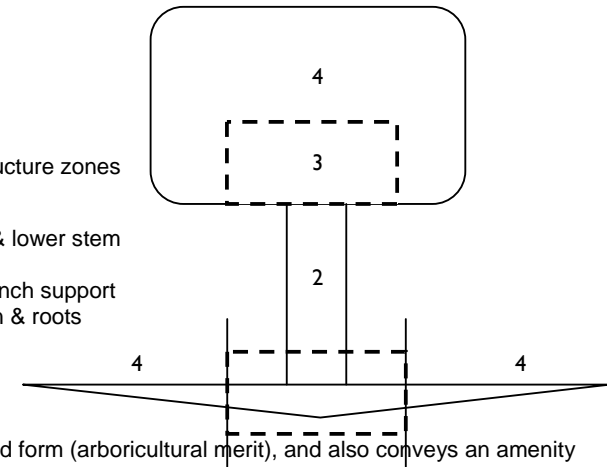 4
ucture zones
3
& lower stem
nch support
2
n & roots
4 4
d form (arboricultural merit), and also conveys an amenity